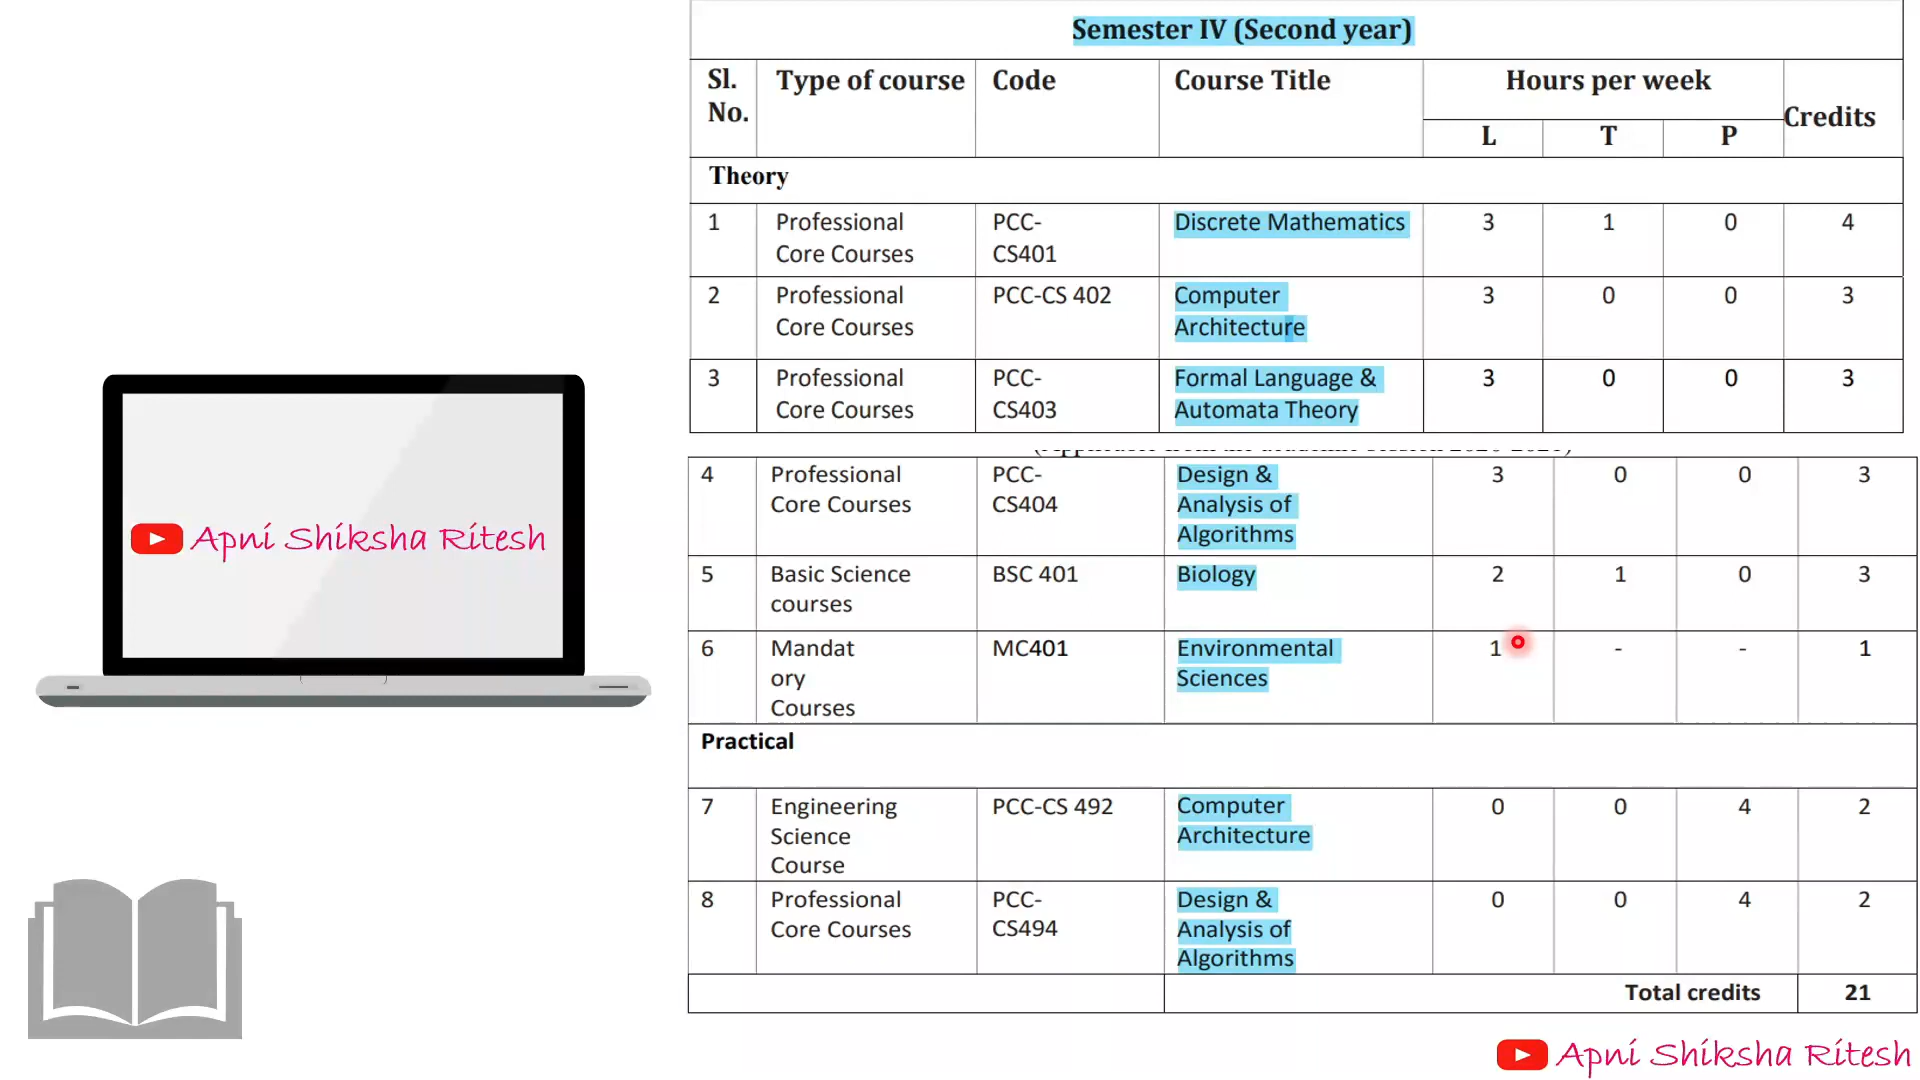 Semester IV (Second year)
Sl. No. Type of course Code Course Title Hours per week Credits
L T P
Theory
1 Professional Core Courses PCC-CS401 Discrete Mathematics 3 1 0 4
2 Professional Core Courses PCC-CS 402 Computer Architecture 3 0 0 3
3 Professional Core Courses PCC-CS403 Formal Language & Automata Theory 3 0 0 3
4 Professional Core Courses PCC-CS404 Design & Analysis of Algorithms 3 0 0 3
5 Basic Science courses BSC 401 Biology 2 1 0 3
6 Mandat ory Courses MC401 Environmental Sciences 1 - - 1
Practical
7 Engineering Science Course PCC-CS 492 Computer Architecture 0 0 4 2
8 Professional Core Courses PCC-CS494 Design & Analysis of Algorithms 0 0 4 2
Total credits 21
Apni Shiksha Ritesh
Apni Shiksha Ritesh